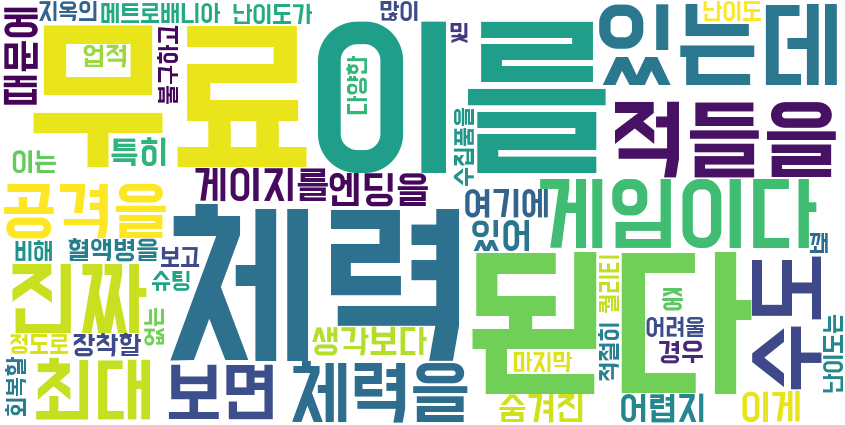 지옥의 메트로배니아 난이도가 많이 난이도
때문에 업적 불구하고 무료 이를 다양한 및 있는데
특히 수집품을 적들을
이는 게이지를 엔딩을
공격을 여기에 게임이다
비해 혈액병을 보고 체력 있어 꽤
진짜 슈팅 된다 퀄리티 중 수도
정도로 장착할 없는 생각보다 어려울
마지막 적절히 경우 난이도는
회복할 최대 보면 체력을
숨겨진 어렵지 이게